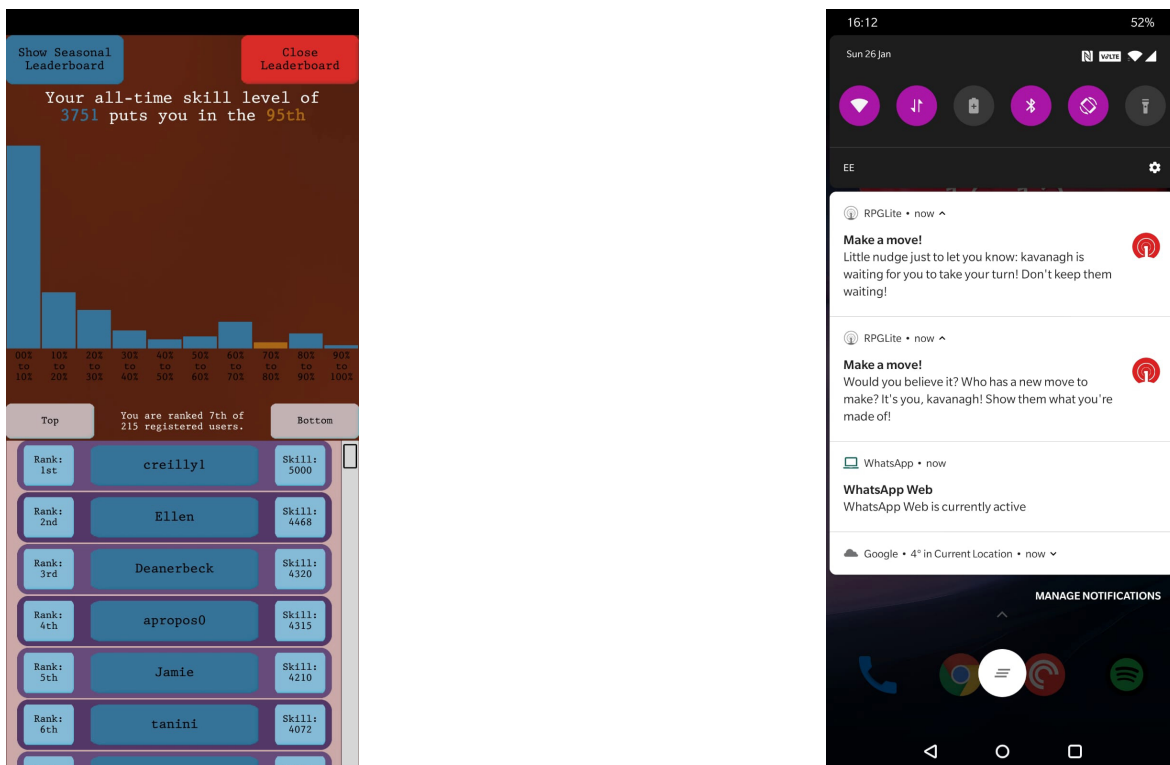 Show Seasonal
Leaderboard
Close
Leaderboard
Your all-time skill level of
3751 puts you in the 95th
00% to 10%
10% to 20%
20% to 30%
30% to 40%
40% to 50%
50% to 60%
60% to 70%
70% to 80%
80% to 90%
90% to 100%
Top
You are ranked 7th of
215 registered users.
Bottom
Rank: 1st
creilly1
Skill: 5000
Rank: 2nd
Ellen
Skill: 4468
Rank: 3rd
Deanerbeck
Skill: 4320
Rank: 4th
apropos0
Skill: 4315
Rank: 5th
Jamie
Skill: 4210
Rank: 6th
tanini
Skill: 4072
16:12
52%
Sun 26 Jan
VoLTE
EE
RPGLite • now
Make a move!
Little nudge just to let you know: kavanagh is
waiting for you to take your turn! Don't keep them
waiting!
RPGLite • now
Make a move!
Would you believe it? Who has a new move to
make? It's you, kavanagh! Show them what you're
made of!
WhatsApp • now
WhatsApp Web
WhatsApp Web is currently active
Google • 4° in Current Location • now
MANAGE NOTIFICATIONS